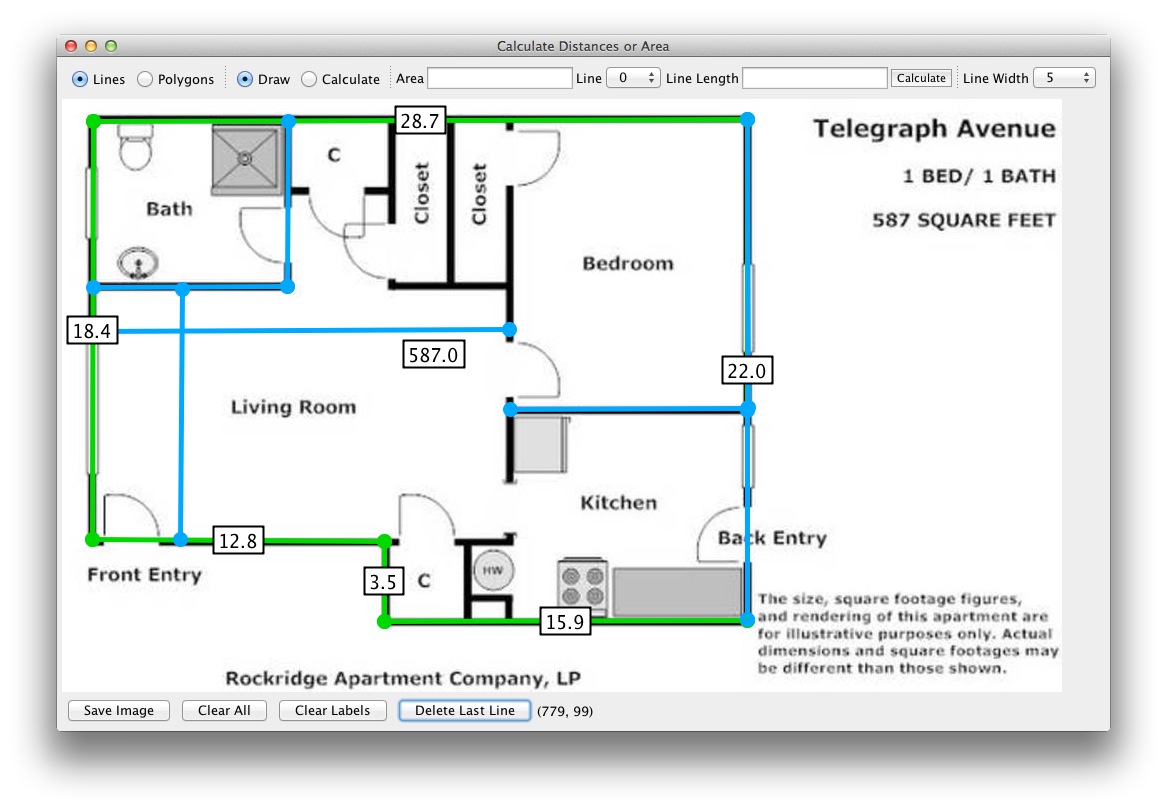 Calculate Distances or Area
Lines Polygons Draw Calculate Area Line 0 Line Length Calculate Line Width 5
28.7
Telegraph Avenue
1 BED/ 1 BATH
587 SQUARE FEET
C
Closet
Closet
Bath
Bedroom
18.4
587.0
22.0
Living Room
Kitchen
12.8
Back Entry
Front Entry
3.5
C
HW
15.9
The size, square footage figures,
and rendering of this apartment are
for illustrative purposes only. Actual
dimensions and square footages may
be different than those shown.
Rockridge Apartment Company, LP
Save Image Clear All Clear Labels Delete Last Line (779, 99)